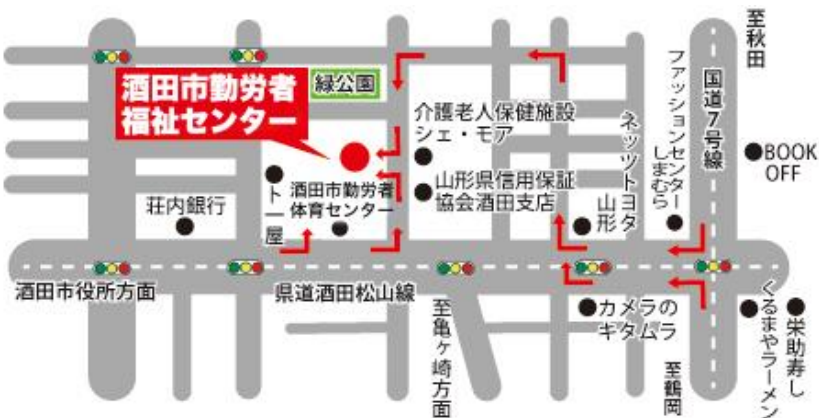 至秋田
国道7号線
ファッションセンター
しまむら
BOOK
OFF
緑公園
酒田市勤労者
福祉センター
介護老人保健施設
シェ・モア
山形県信用保証
協会酒田支店
ネッツトヨタ
山形
ト一屋
酒田市勤労者
体育センター
荘内銀行
酒田市役所方面
県道酒田松山線
至亀ヶ崎方面
カメラの
キタムラ
至鶴岡
くるまやラーメン
栄助寿し